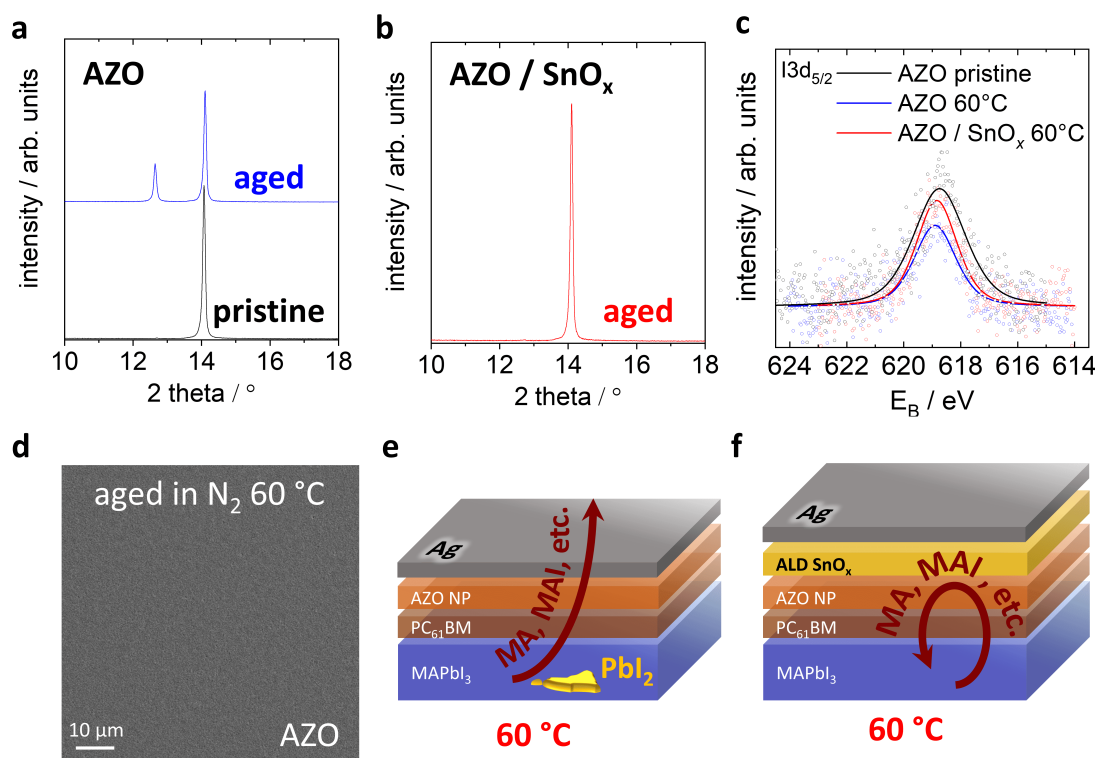 a
AZO
aged
pristine
intensity / arb. units
10 12 14 16 18
2 theta / °
b
AZO / SnOₓ
aged
intensity / arb. units
10 12 14 16 18
2 theta / °
c
I3d5/2
AZO pristine
AZO 60°C
AZO / SnOₓ 60°C
intensity / arb. units
624 622 620 618 616 614
E_B / eV
d
aged in N₂ 60 °C
10 µm
AZO
e
Ag
AZO NP
PC₆₁BM
MAPbI₃
MA, MAI, etc.
PbI₂
60 °C
f
Ag
ALD SnOₓ
AZO NP
PC₆₁BM
MAPbI₃
MA, MAI, etc.
60 °C